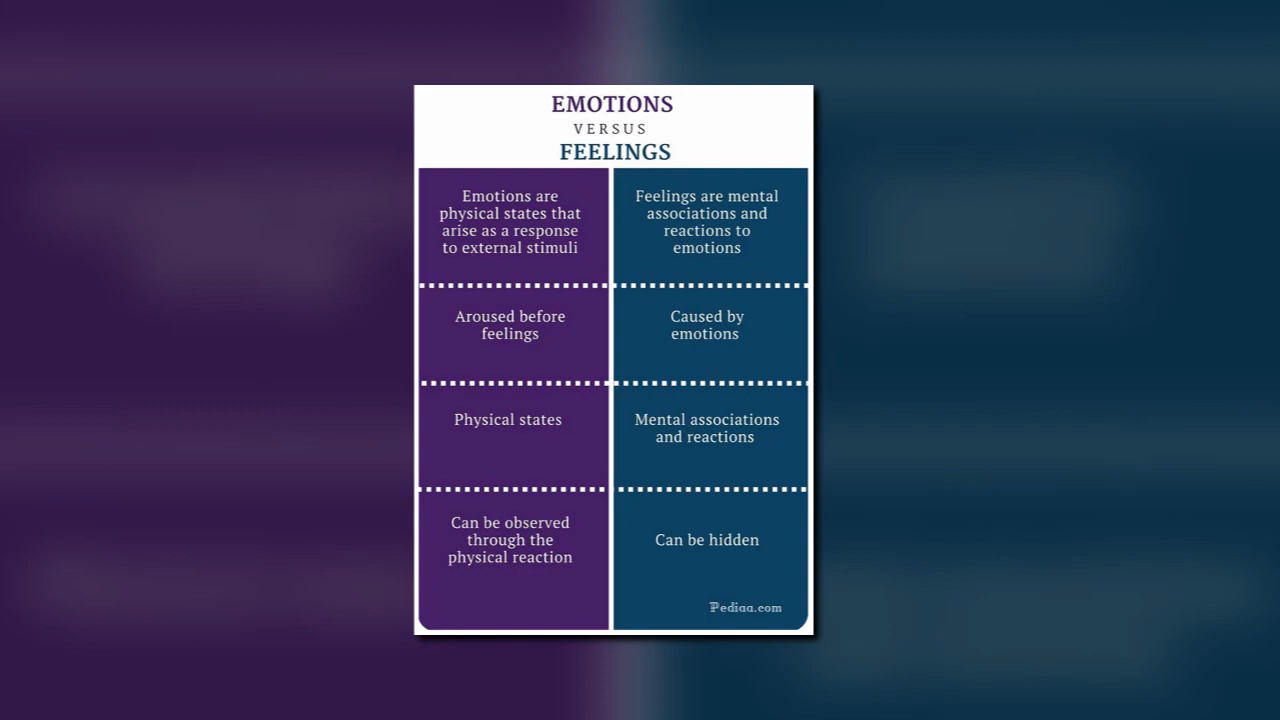 EMOTIONS
VERSUS
FEELINGS
Emotions are
physical states that
arise as a response
to external stimuli
Feelings are mental
associations and
reactions to
emotions
Aroused before
feelings
Caused by
emotions
Physical states
Mental associations
and reactions
Can be observed
through the
physical reaction
Can be hidden
Pediaa.com